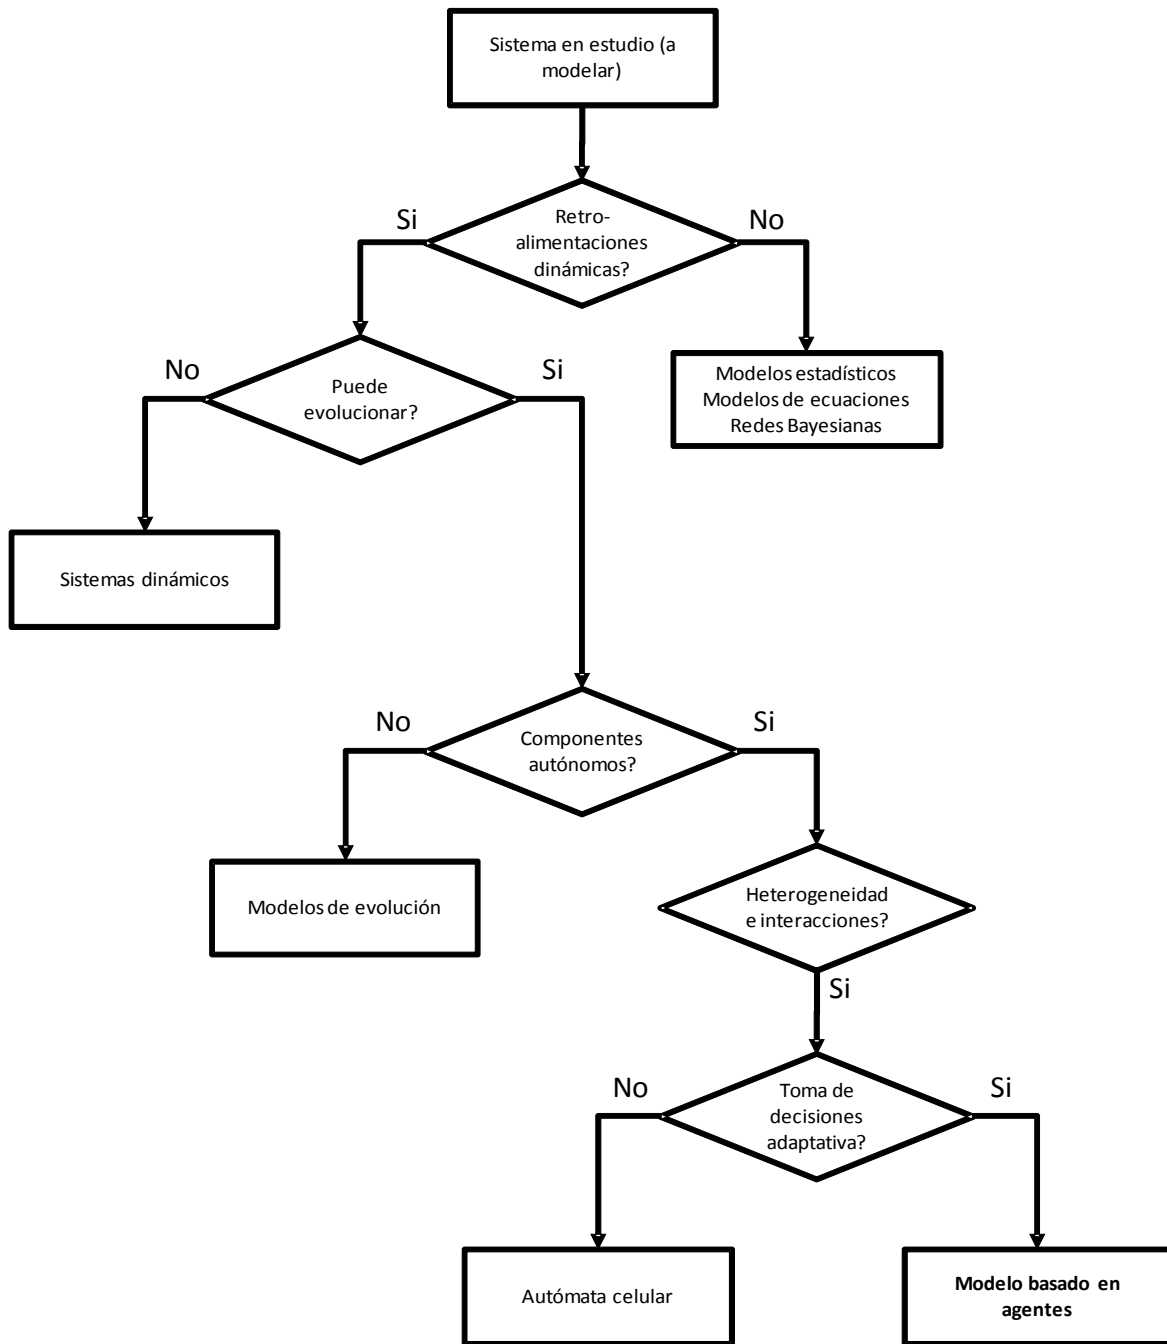 Sistema en estudio (a
modelar)
Si
Retro-
alimentaciones
dinámicas?
No
No
Puede
evolucionar?
Si
Modelos estadísticos
Modelos de ecuaciones
Redes Bayesianas
Sistemas dinámicos
No
Componentes
autónomos?
Si
Modelos de evolución
Heterogeneidad
e interacciones?
Si
No
Toma de
decisiones
adaptativa?
Si
Autómata celular
Modelo basado en
agentes